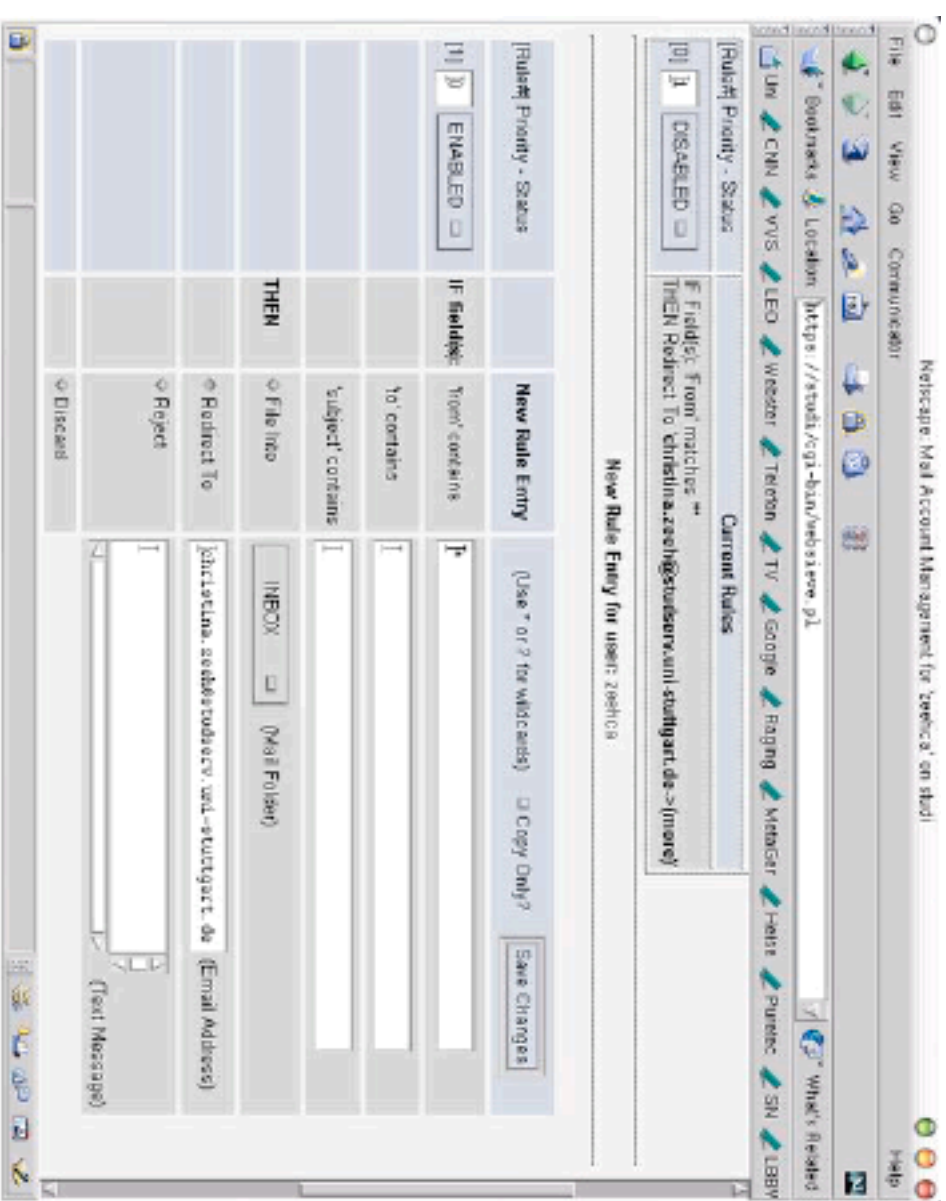 Netscape: Mail Account Management for 'zeehca' on studi
File Edit View Go Communicator Help
Bookmarks Location: https://studi/cgi-bin/websieve.pl What's Related
Uni CNN VVS LEO Webster Telefon TV Google Raging MetaGer Heise Puretec SN LBBW
[Rule#] Priority - Status Current Rules
[0] 1 DISABLED IF Field(s): 'From' matches '*'
THEN Redirect To 'christina.zeeh@studserv.uni-stuttgart.de->(more)'
New Rule Entry for user: zeehca
[Rule#] Priority - Status New Rule Entry (Use * or ? for wildcards) Copy Only? Save Changes
[1] 0 ENABLED IF field(s): 'from' contains *
'to' contains
'subject' contains
THEN File Into INBOX (Mail Folder)
Redirect To christina.zeeh@studserv.uni-stuttgart.de (Email Address)
Reject (Text Message)
Discard